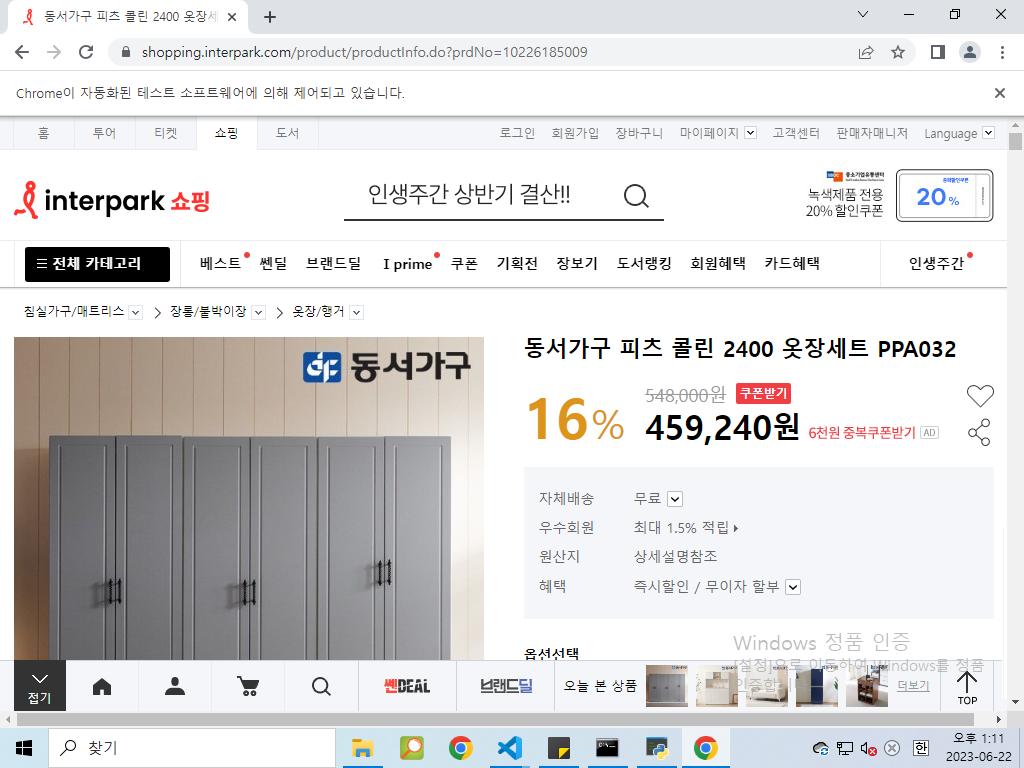 동서가구 피츠 콜린 2400 옷장세
shopping.interpark.com/product/productInfo.do?prdNo=10226185009
Chrome이 자동화된 테스트 소프트웨어에 의해 제어되고 있습니다.
홈 투어 티켓 쇼핑 도서 로그인 회원가입 장바구니 마이페이지 고객센터 판매자매니저 Language
interpark 쇼핑 인생주간 상반기 결산!!
중소기업유통센터
녹색제품 전용
20% 할인쿠폰
중복할인쿠폰
20%
전체 카테고리 베스트 쎈딜 브랜드딜 I prime 쿠폰 기획전 장보기 도서랭킹 회원혜택 카드혜택 인생주간
침실가구/매트리스 장롱/붙박이장 옷장/행거
동서가구
동서가구 피츠 콜린 2400 옷장세트 PPA032
16%
548,000원 쿠폰받기
459,240원 6천원 중복쿠폰받기 AD
자체배송 무료
우수회원 최대 1.5% 적립
원산지 상세설명참조
혜택 즉시할인 / 무이자 할부
옵션선택
Windows 정품 인증
[설정]으로 이동하여 Windows를 정품
인증합니다.
접기 쎈DEAL 브랜드딜 오늘 본 상품 더보기 TOP
찾기
한
오후 1:11
2023-06-22